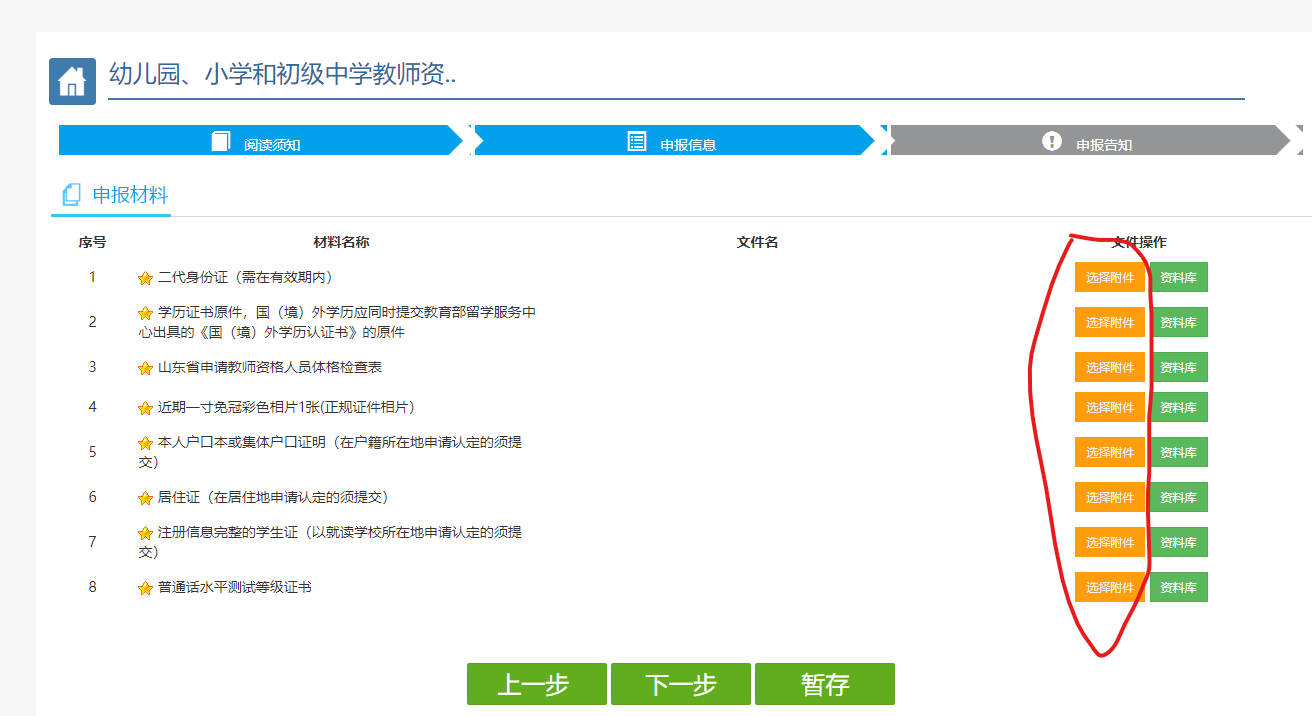 幼儿园、小学和初级中学教师资..
阅读须知
申报信息
申报告知
申报材料
序号 材料名称 文件名 文件操作
1 二代身份证（需在有效期内） 选择附件 资料库
2 学历证书原件，国（境）外学历应同时提交教育部留学服务中
心出具的《国（境）外学历认证书》的原件 选择附件 资料库
3 山东省申请教师资格人员体格检查表 选择附件 资料库
4 近期一寸免冠彩色相片1张(正规证件相片） 选择附件 资料库
5 本人户口本或集体户口证明（在户籍所在地申请认定的须提
交） 选择附件 资料库
6 居住证（在居住地申请认定的须提交） 选择附件 资料库
7 注册信息完整的学生证（以就读学校所在地申请认定的须提
交） 选择附件 资料库
8 普通话水平测试等级证书 选择附件 资料库
上一步 下一步 暂存